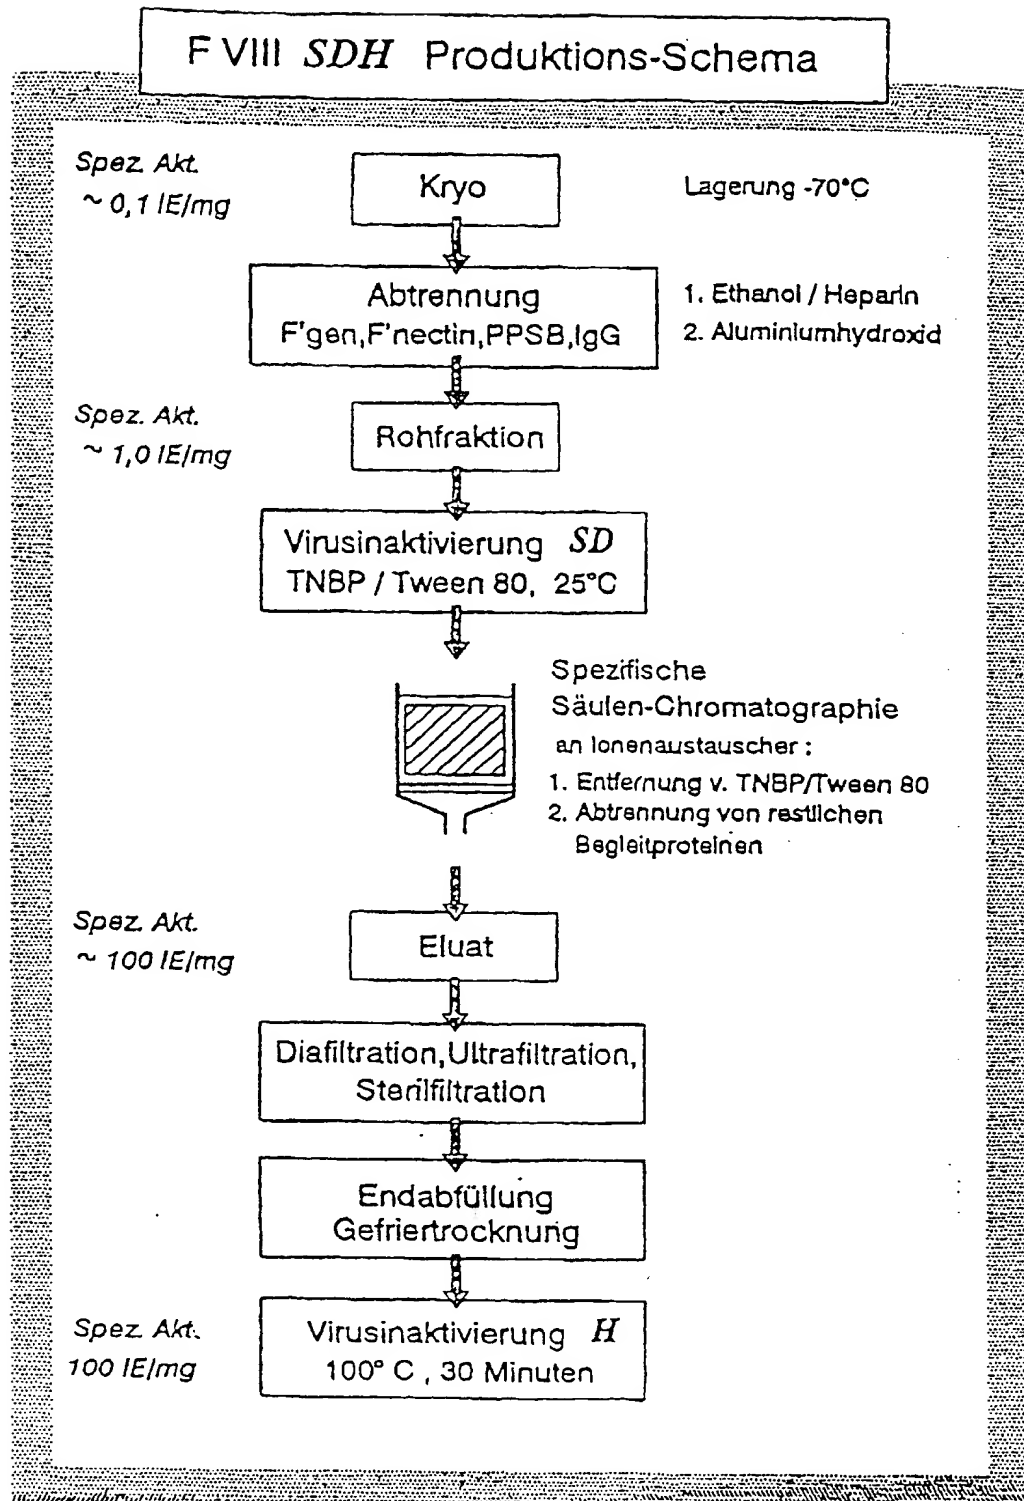 F VIII SDH Produktions-Schema
Spez. Akt.
~ 0,1 IE/mg
Kryo
Lagerung -70°C
Abtrennung
F'gen,F'nectin,PPSB,IgG
1. Ethanol / Heparin
2. Aluminiumhydroxid
Spez. Akt.
~ 1,0 IE/mg
Rohfraktion
Virusinaktivierung SD
TNBP / Tween 80, 25°C
Spezifische
Säulen-Chromatographie
an Ionenaustauscher :
1. Entfernung v. TNBP/Tween 80
2. Abtrennung von restlichen
Begleitproteinen
Spez. Akt.
~ 100 IE/mg
Eluat
Diafiltration,Ultrafiltration,
Sterilfiltration
Endabfüllung
Gefriertrocknung
Spez. Akt.
100 IE/mg
Virusinaktivierung H
100° C , 30 Minuten